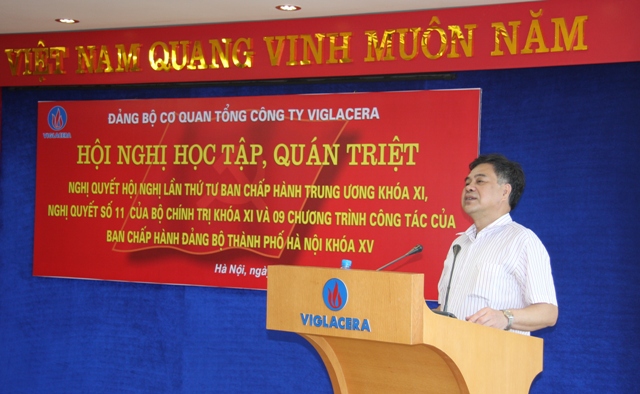 VIỆT NAM QUANG VINH MUÔN NĂM
VIGLACERA
ĐẢNG BỘ CƠ QUAN TỔNG CÔNG TY VIGLACERA
HỘI NGHỊ HỌC TẬP, QUÁN TRIỆT
NGHỊ QUYẾT HỘI NGHỊ LẦN THỨ TƯ BAN CHẤP HÀNH TRUNG ƯƠNG KHÓA XI,
NGHỊ QUYẾT SỐ 11 CỦA BỘ CHÍNH TRỊ KHÓA XI VÀ 09 CHƯƠNG TRÌNH CÔNG TÁC CỦA
BAN CHẤP HÀNH ĐẢNG BỘ THÀNH PHỐ HÀ NỘI KHÓA XV
Hà Nội, ngày
VIGLACERA